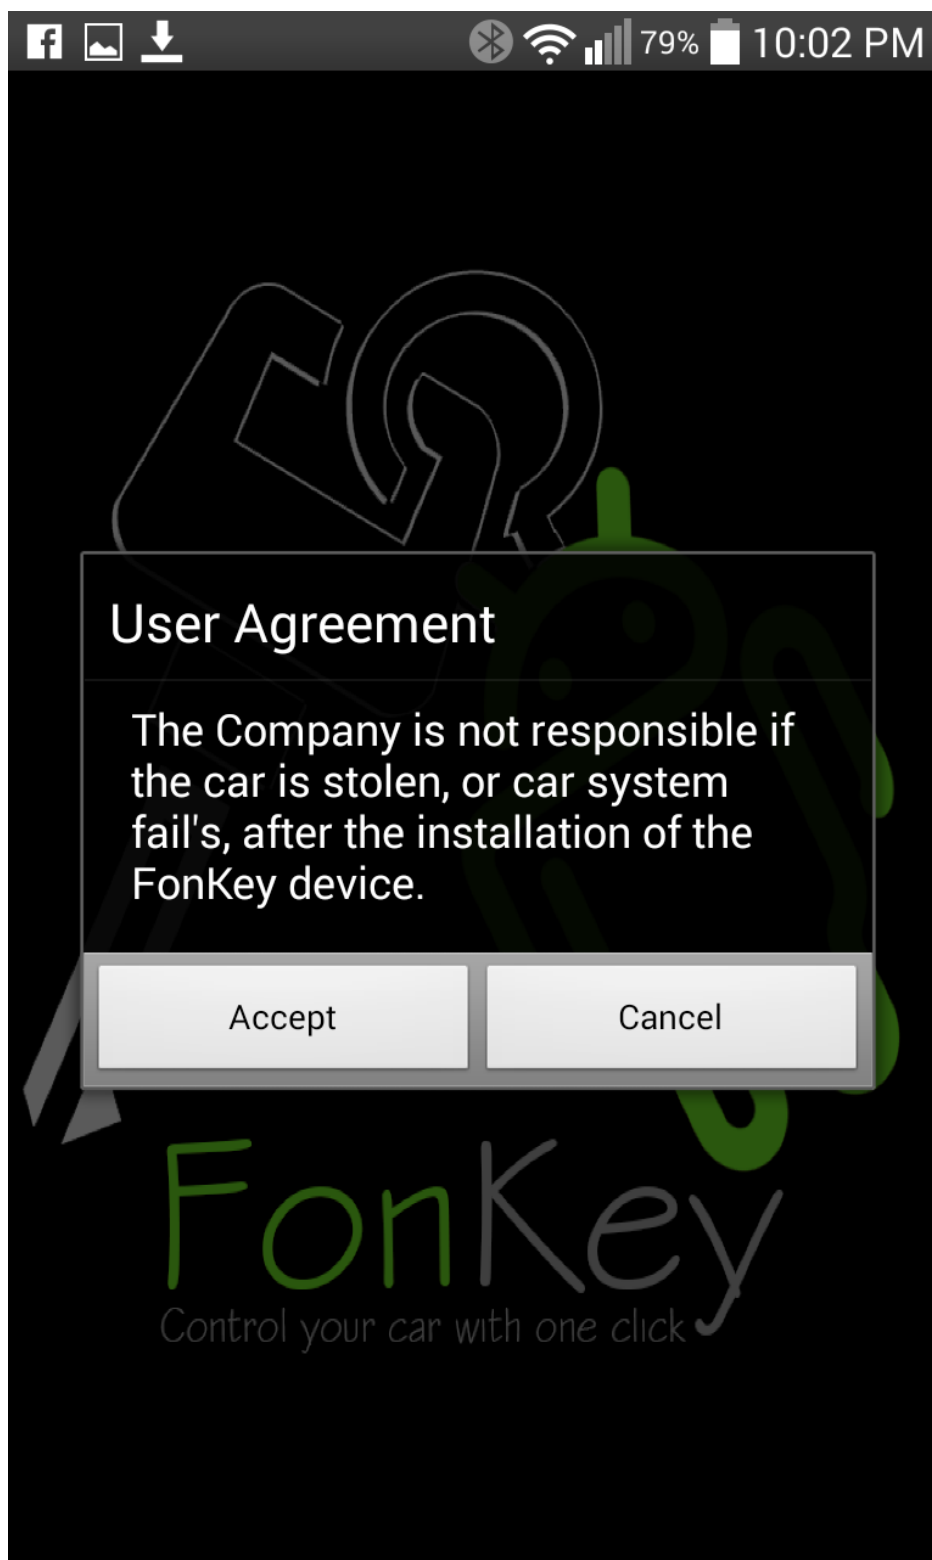 79% 10:02 PM
User Agreement
The Company is not responsible if
the car is stolen, or car system
fail's, after the installation of the
FonKey device.
Accept Cancel
FonKey
Control your car with one click